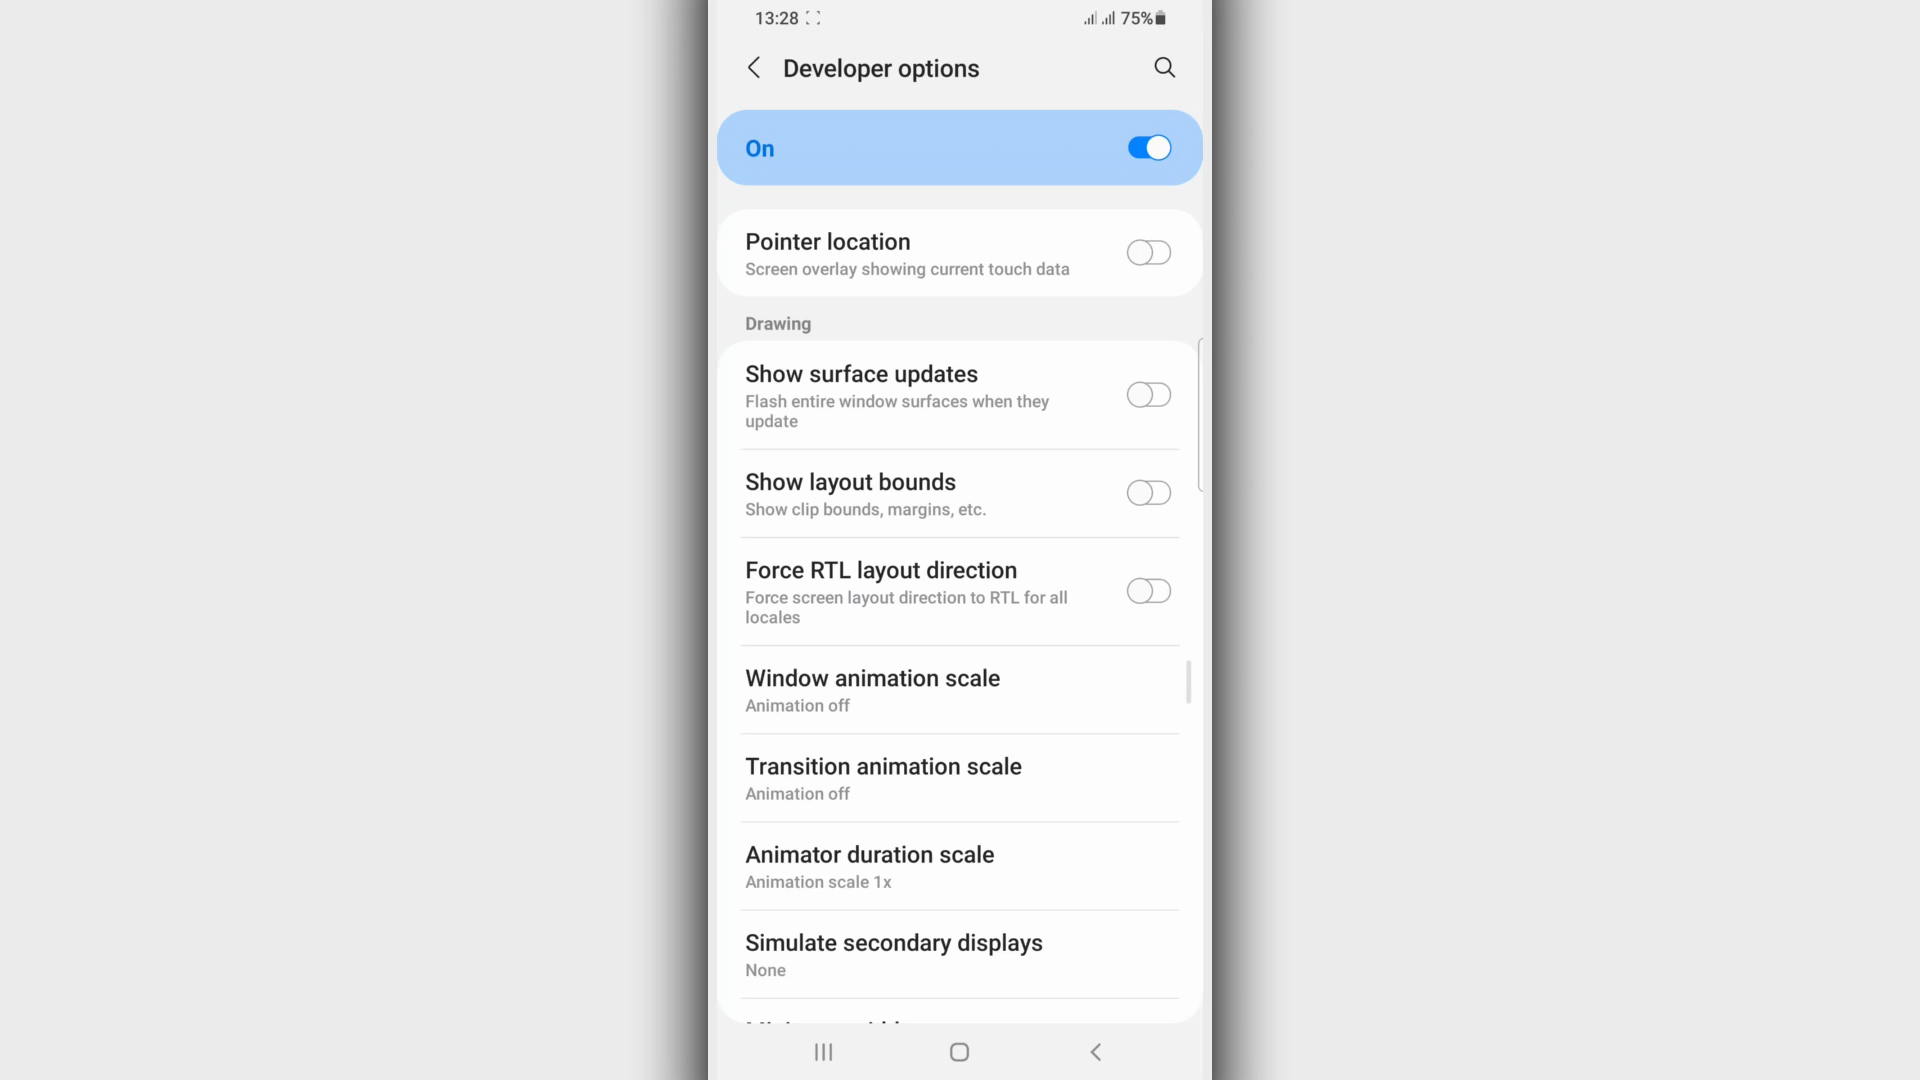 13:28 75%
Developer options
On
Pointer location
Screen overlay showing current touch data
Drawing
Show surface updates
Flash entire window surfaces when they
update
Show layout bounds
Show clip bounds, margins, etc.
Force RTL layout direction
Force screen layout direction to RTL for all
locales
Window animation scale
Animation off
Transition animation scale
Animation off
Animator duration scale
Animation scale 1x
Simulate secondary displays
None